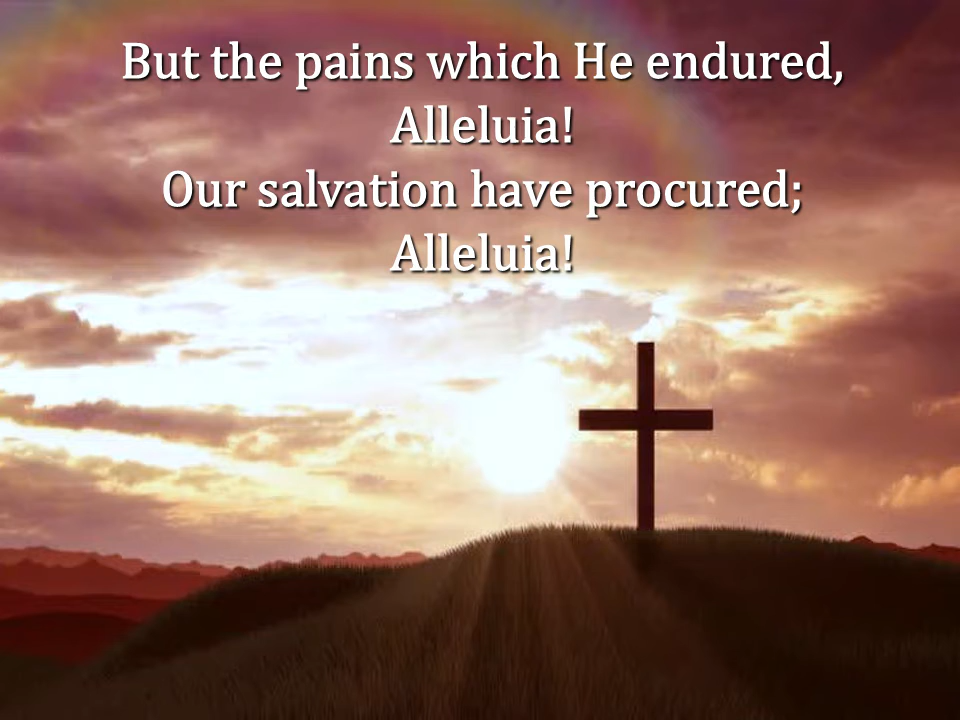 But the pains which He endured,
Alleluia!
Our salvation have procured;
Alleluia!